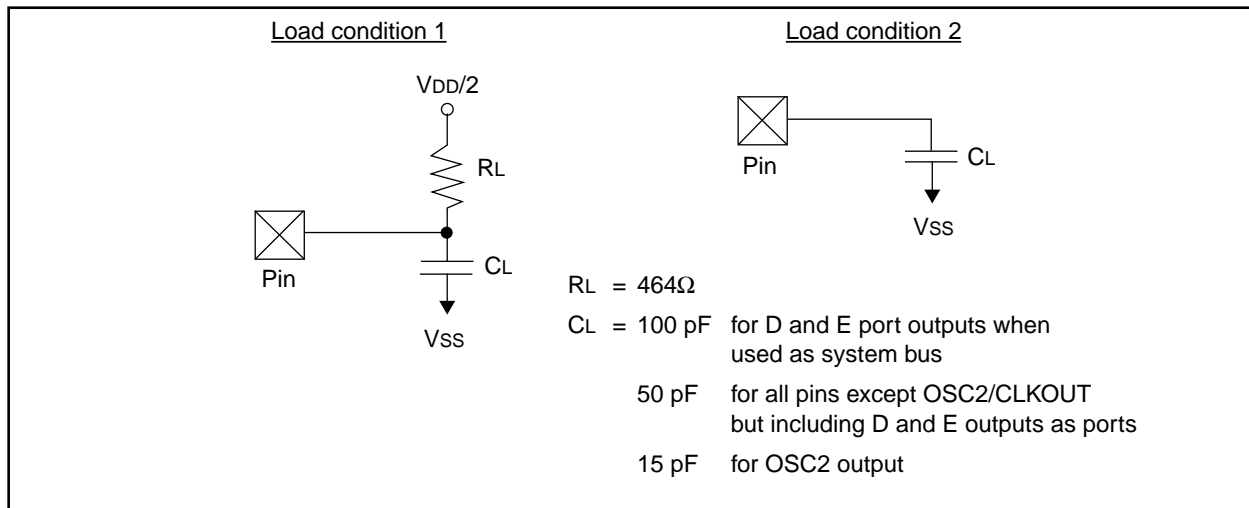 Load condition 1
VDD/2
RL
Pin
CL
VSS
Load condition 2
Pin
CL
VSS
RL = 464Ω
CL = 100 pF for D and E port outputs when
used as system bus
50 pF for all pins except OSC2/CLKOUT
but including D and E outputs as ports
15 pF for OSC2 output